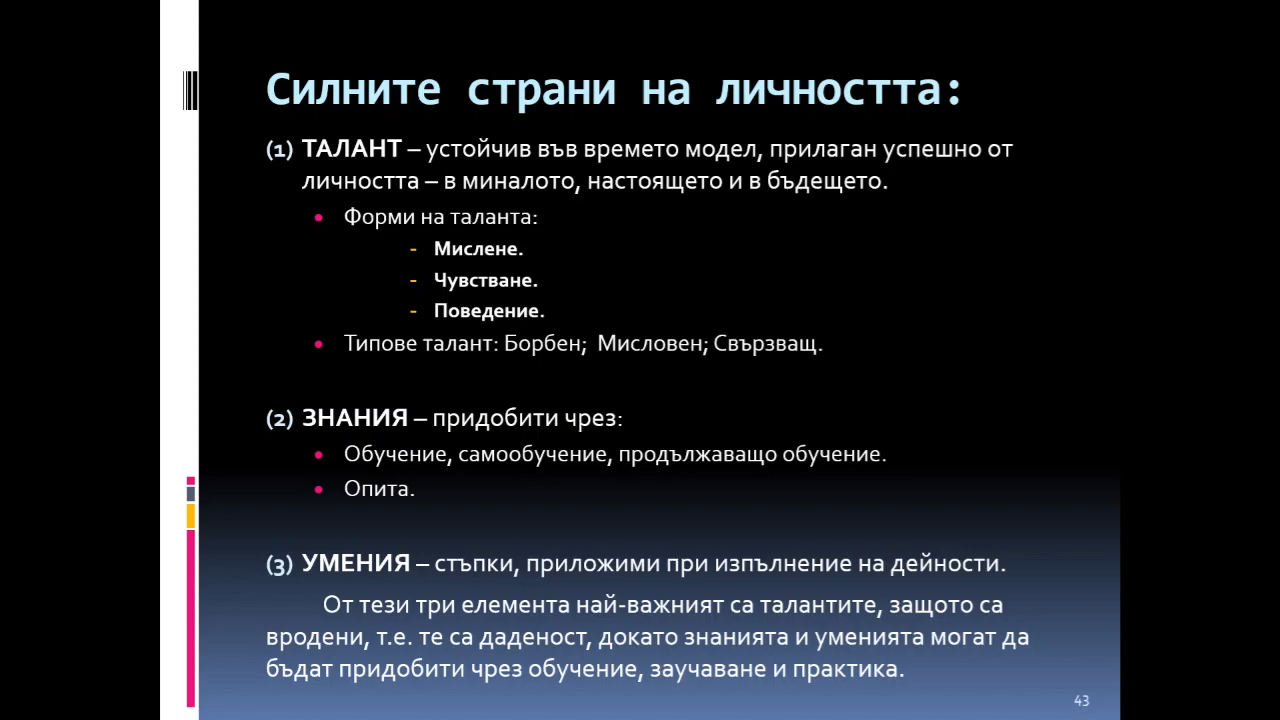 Силните страни на личността:
(1) ТАЛАНТ – устойчив във времето модел, прилаган успешно от
личността – в миналото, настоящето и в бъдещето.
• Форми на таланта:
- Мислене.
- Чувстване.
- Поведение.
• Типове талант: Борбен; Мисловен; Свързващ.
(2) ЗНАНИЯ – придобити чрез:
• Обучение, самообучение, продължаващо обучение.
• Опита.
(3) УМЕНИЯ – стъпки, приложими при изпълнение на дейности.
От тези три елемента най-важният са талантите, защото са
вродени, т.е. те са даденост, докато знанията и уменията могат да
бъдат придобити чрез обучение, заучаване и практика.
43